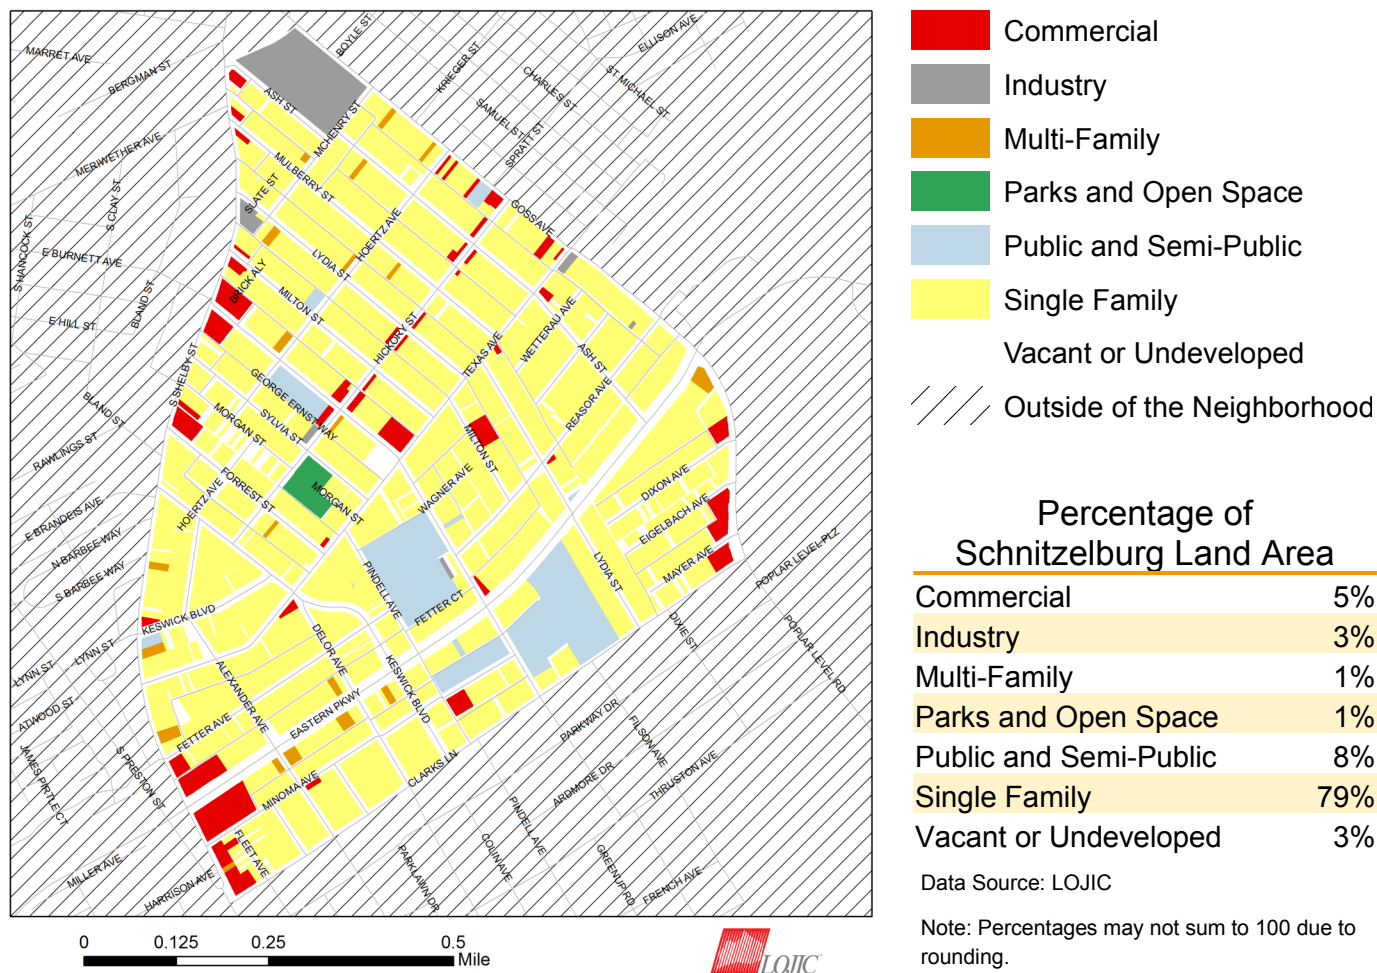 MARRET AVE
BERGMAN ST
BOYLE ST
KRIEGER ST
ELLISON AVE
ST MICHAEL ST
CHARLES ST
SAMUEL ST
SPRATT ST
ASH ST
MCHENRY ST
MERIWETHER AVE
MULBERRY ST
S CLAY ST
SLATE ST
GOSS AVE
S HANCOCK ST
E BURNETT AVE
HOERTZ AVE
LYDIA ST
BRICK ALY
BLAND ST
MILTON ST
E HILL ST
HICKORY ST
WETTERAU AVE
TEXAS AVE
ASH ST
S SHELBY ST
GEORGE ERNST WAY
REASOR AVE
BLAND ST
MORGAN ST
SYLVIA ST
MILTON ST
RAWLINGS ST
FORREST ST
MORGAN ST
WAGNER AVE
DIXON AVE
HOERTZ AVE
E BRANDEIS AVE
EIGELBACH AVE
N BARBEE WAY
MAYER AVE
S BARBEE WAY
PINDELL AVE
LYDIA ST
POPLAR LEVEL PLZ
KESWICK BLVD
FETTER CT
DIXIE ST
LYNN ST
LYNN ST
DELOR AVE
POPLAR LEVEL RD
ALEXANDER AVE
KESWICK BLVD
ATWOOD ST
FETTER AVE
EASTERN PKWY
PARKWAY DR
FILSON AVE
JAMES PIRTLE CT
S PRESTON ST
MINOMA AVE
CLARKS LN
ARDMORE DR
THRUSTON AVE
FLEET AVE
PINDELL AVE
COLIN AVE
PARKLAWN DR
GREENUP RD
FRENCH AVE
MILLER AVE
HARRISON AVE
0 0.125 0.25 0.5
Mile
LOJIC
Commercial
Industry
Multi-Family
Parks and Open Space
Public and Semi-Public
Single Family
Vacant or Undeveloped
Outside of the Neighborhood
Percentage of
Schnitzelburg Land Area
Commercial 5%
Industry 3%
Multi-Family 1%
Parks and Open Space 1%
Public and Semi-Public 8%
Single Family 79%
Vacant or Undeveloped 3%
Data Source: LOJIC
Note: Percentages may not sum to 100 due to
rounding.